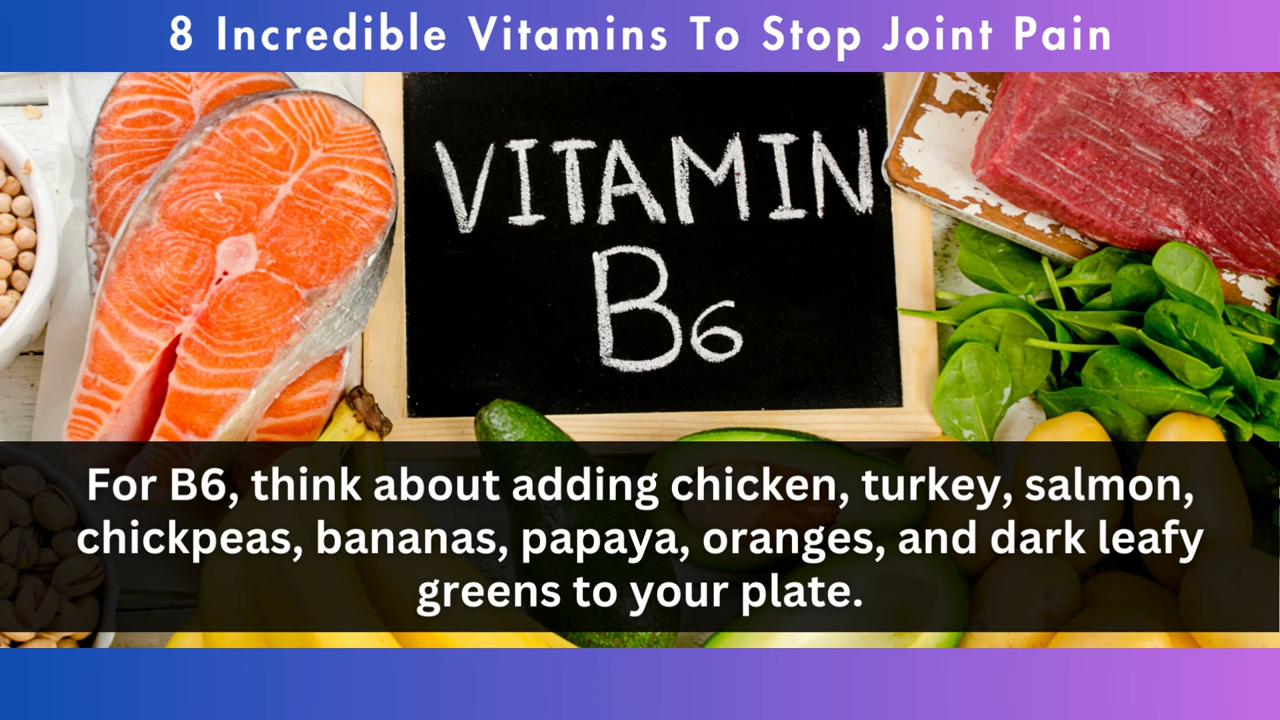 8 Incredible Vitamins To Stop Joint Pain
VITAMIN
B6
For B6, think about adding chicken, turkey, salmon,
chickpeas, bananas, papaya, oranges, and dark leafy
greens to your plate.